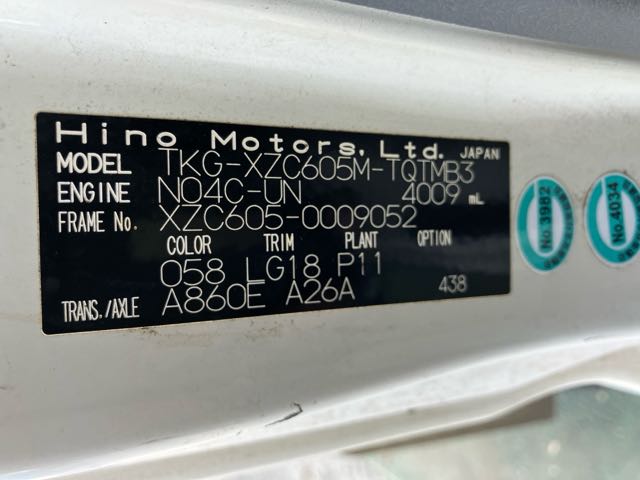 Hino Motors, Ltd. JAPAN
MODEL TKG-XZC605M-TQTMB3
ENGINE N04C-UN 4009 mL
FRAME No. XZC605-0009052
COLOR TRIM PLANT OPTION
058 LG18 P11
TRANS./AXLE A860E A26A 438
No.3982
No.4034